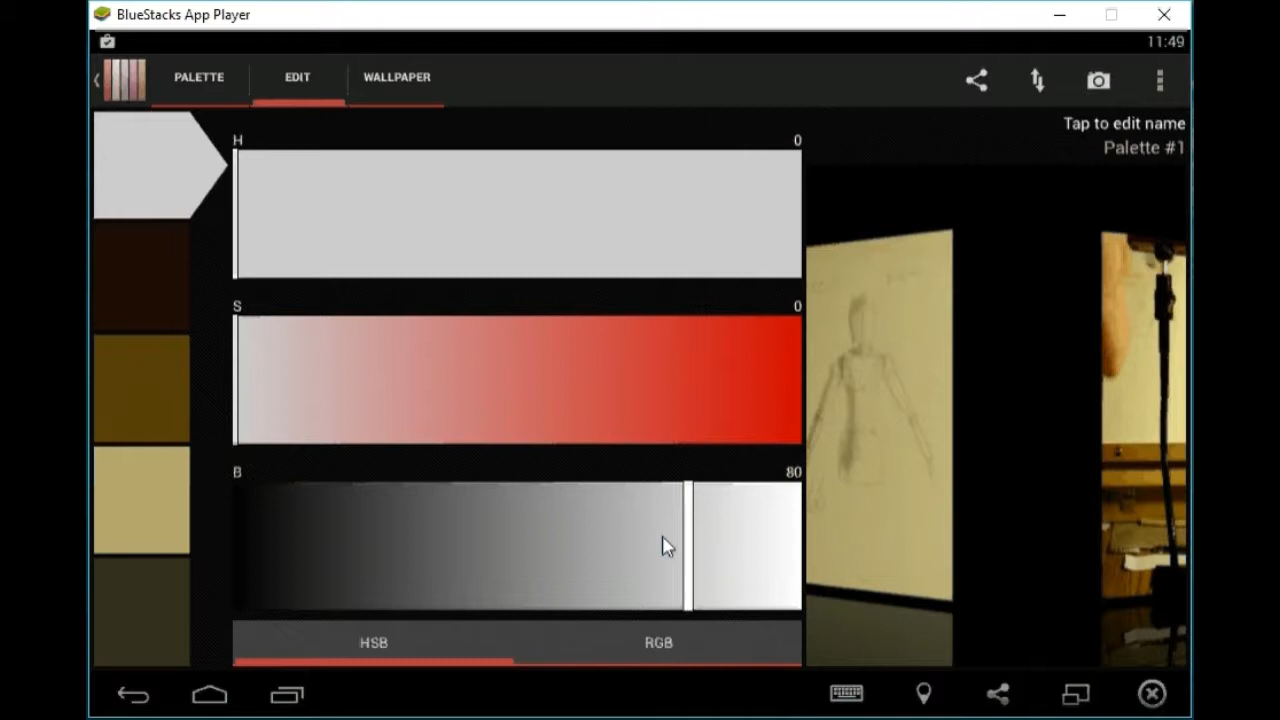 BlueStacks App Player
11:49
PALETTE
EDIT
WALLPAPER
Tap to edit name
Palette #1
H
0
S
0
B
80
HSB
RGB